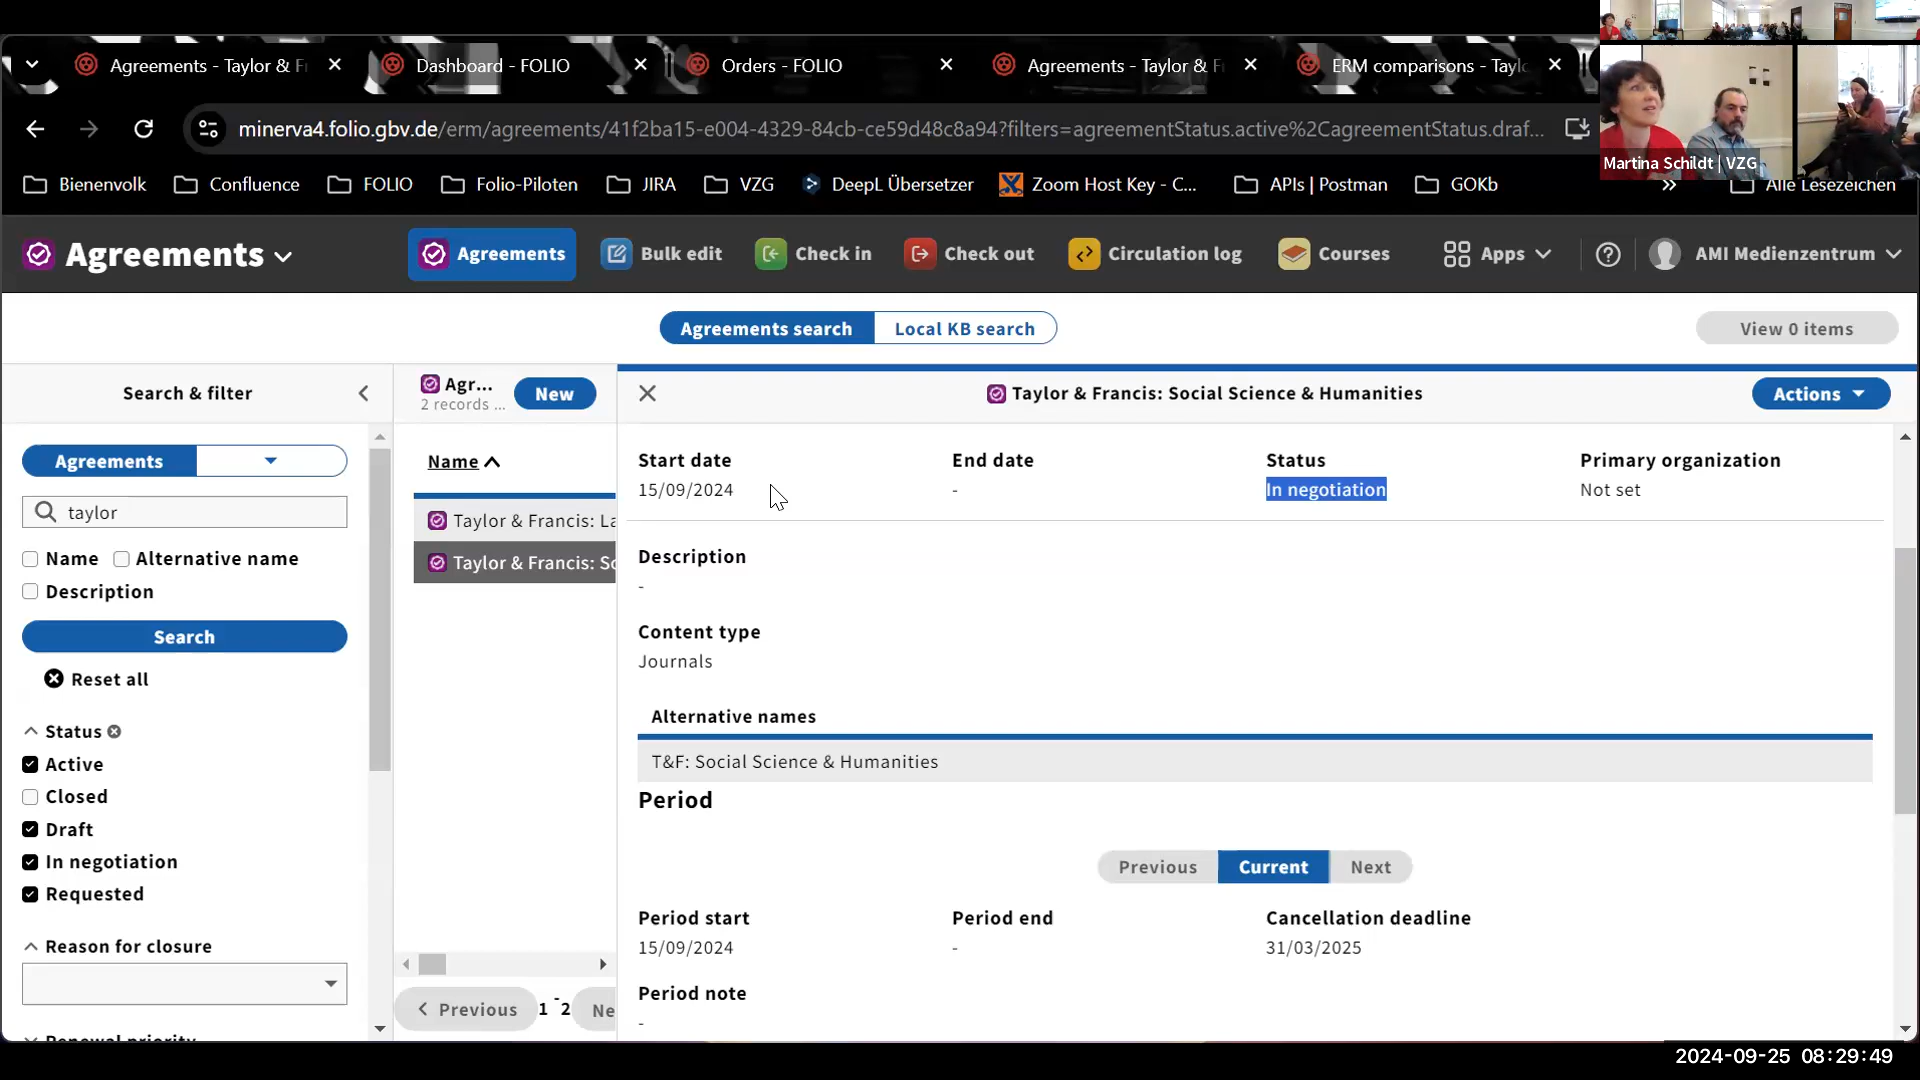 Agreements - Taylor & F
Dashboard - FOLIO
Orders - FOLIO
Agreements - Taylor & F
ERM comparisons - Taylo
minerva4.folio.gbv.de/erm/agreements/41f2ba15-e004-4329-84cb-ce59d48c8a94?filters=agreementStatus.active%2CagreementStatus.draf...
Bienenvolk
Confluence
FOLIO
Folio-Piloten
JIRA
VZG
DeepL Übersetzer
Zoom Host Key - C...
APIs | Postman
GOKb
Alle Lesezeichen
Martina Schildt | VZG
Agreements
Agreements
Bulk edit
Check in
Check out
Circulation log
Courses
Apps
AMI Medienzentrum
Agreements search
Local KB search
View 0 items
Search & filter
Agr...
2 records ...
New
Taylor & Francis: Social Science & Humanities
Actions
Agreements
taylor
Name
Alternative name
Description
Search
Reset all
Status
Active
Closed
Draft
In negotiation
Requested
Reason for closure
Renewal priority
Name
Taylor & Francis: La
Taylor & Francis: So
Previous
1 - 2
Ne
Start date
15/09/2024
End date
-
Status
In negotiation
Primary organization
Not set
Description
-
Content type
Journals
Alternative names
T&F: Social Science & Humanities
Period
Previous
Current
Next
Period start
15/09/2024
Period end
-
Cancellation deadline
31/03/2025
Period note
-
2024-09-25 08:29:49